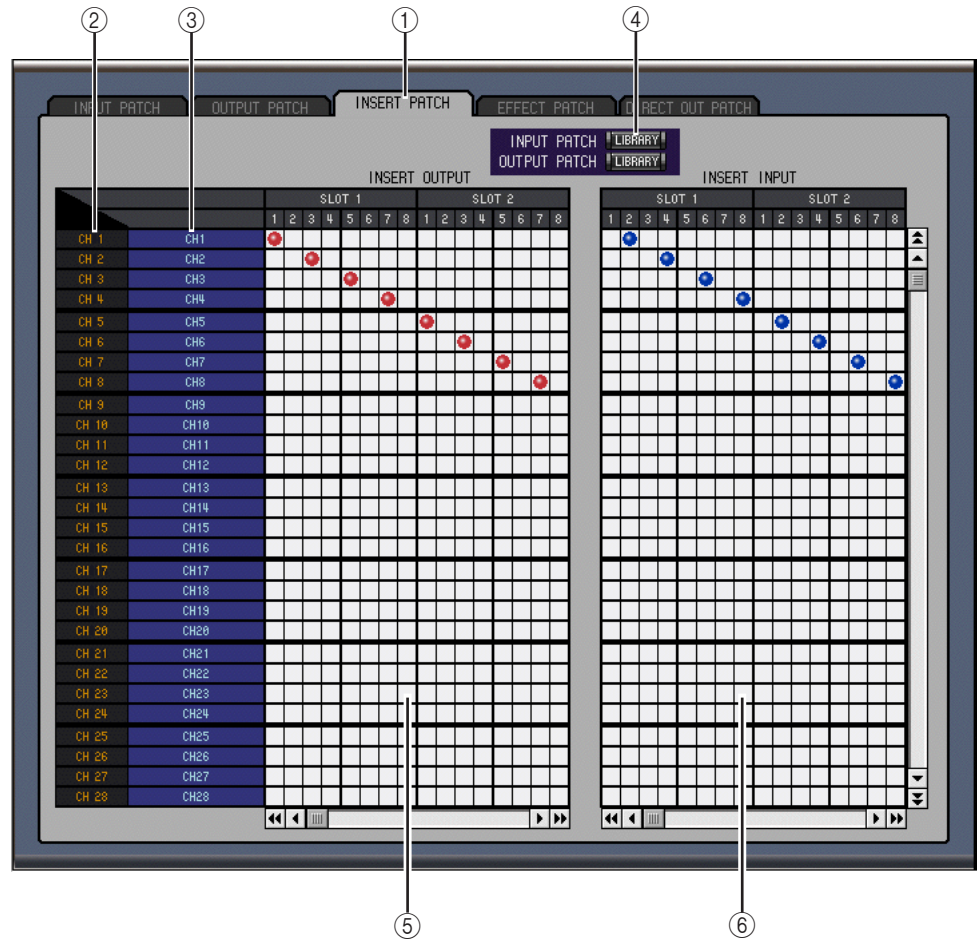 ② ③ ① ④
INPUT PATCH OUTPUT PATCH INSERT PATCH EFFECT PATCH DIRECT OUT PATCH
INPUT PATCH LIBRARY
OUTPUT PATCH LIBRARY
INSERT OUTPUT INSERT INPUT
SLOT 1 SLOT 2 SLOT 1 SLOT 2
1 2 3 4 5 6 7 8 1 2 3 4 5 6 7 8 1 2 3 4 5 6 7 8 1 2 3 4 5 6 7 8
CH 1 CH1
CH 2 CH2
CH 3 CH3
CH 4 CH4
CH 5 CH5
CH 6 CH6
CH 7 CH7
CH 8 CH8
CH 9 CH9
CH 10 CH10
CH 11 CH11
CH 12 CH12
CH 13 CH13
CH 14 CH14
CH 15 CH15
CH 16 CH16
CH 17 CH17
CH 18 CH18
CH 19 CH19
CH 20 CH20
CH 21 CH21
CH 22 CH22
CH 23 CH23
CH 24 CH24
CH 25 CH25
CH 26 CH26
CH 27 CH27
CH 28 CH28
⑤ ⑥